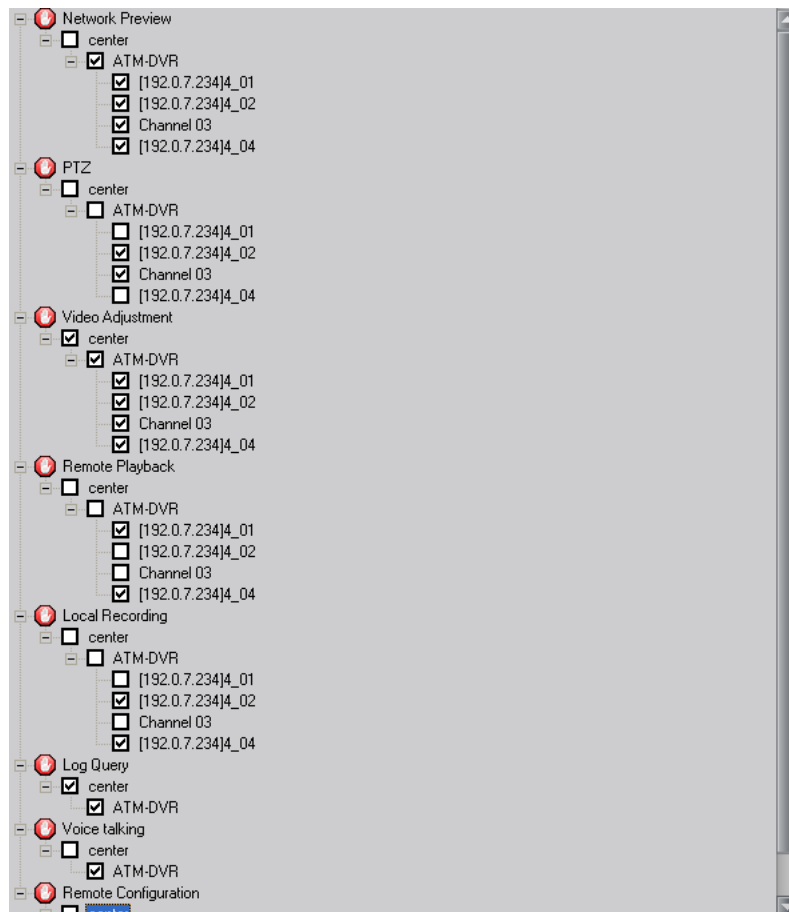 Network Preview
center
ATM-DVR
[192.0.7.234]4_01
[192.0.7.234]4_02
Channel 03
[192.0.7.234]4_04
PTZ
center
ATM-DVR
[192.0.7.234]4_01
[192.0.7.234]4_02
Channel 03
[192.0.7.234]4_04
Video Adjustment
center
ATM-DVR
[192.0.7.234]4_01
[192.0.7.234]4_02
Channel 03
[192.0.7.234]4_04
Remote Playback
center
ATM-DVR
[192.0.7.234]4_01
[192.0.7.234]4_02
Channel 03
[192.0.7.234]4_04
Local Recording
center
ATM-DVR
[192.0.7.234]4_01
[192.0.7.234]4_02
Channel 03
[192.0.7.234]4_04
Log Query
center
ATM-DVR
Voice talking
center
ATM-DVR
Remote Configuration